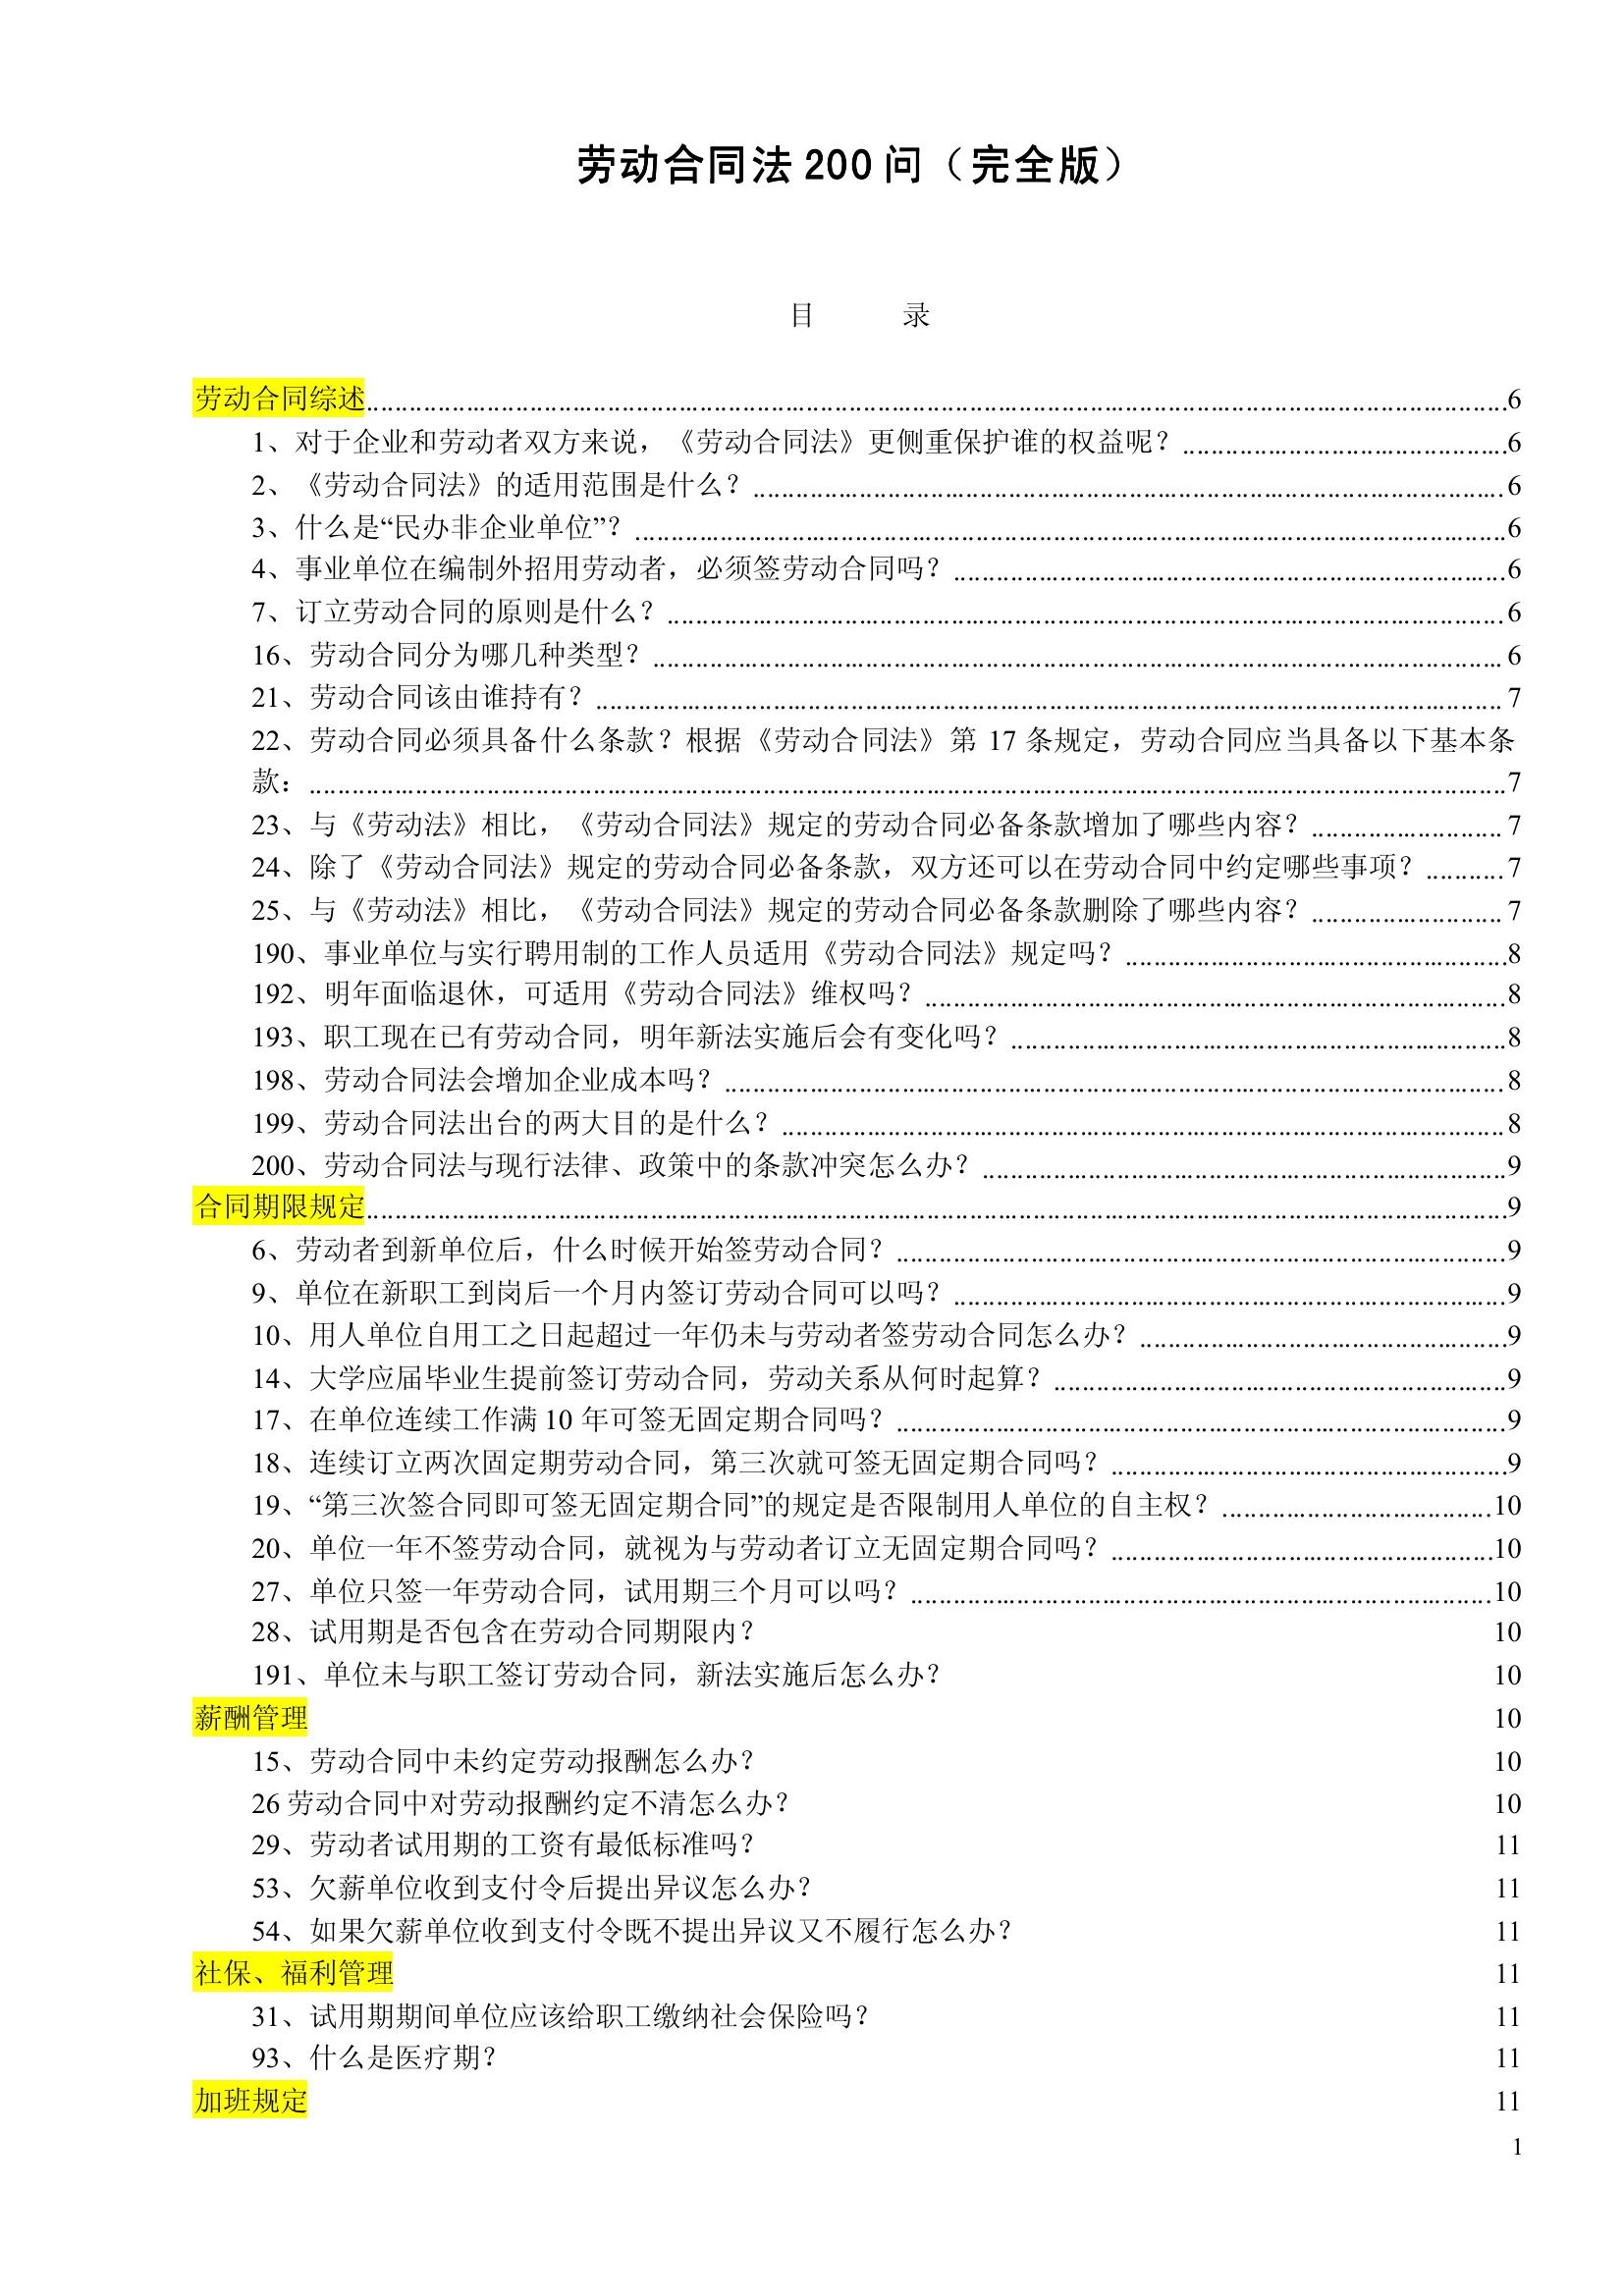 劳动合同法 200 问（完全版）
目 录
劳动合同综述........................6
1、对于企业和劳动者双方来说，《劳动合同法》更侧重保护谁的权益呢？........................6
2、《劳动合同法》的适用范围是什么？........................6
3、什么是“民办非企业单位”？........................6
4、事业单位在编制外招用劳动者，必须签劳动合同吗？........................6
7、订立劳动合同的原则是什么？........................6
16、劳动合同分为哪几种类型？........................6
21、劳动合同该由谁持有？........................7
22、劳动合同必须具备什么条款？根据《劳动合同法》第 17 条规定，劳动合同应当具备以下基本条
款：........................7
23、与《劳动法》相比，《劳动合同法》规定的劳动合同必备条款增加了哪些内容？........................7
24、除了《劳动合同法》规定的劳动合同必备条款，双方还可以在劳动合同中约定哪些事项？...........7
25、与《劳动法》相比，《劳动合同法》规定的劳动合同必备条款删除了哪些内容？........................7
190、事业单位与实行聘用制的工作人员适用《劳动合同法》规定吗？........................8
192、明年面临退休，可适用《劳动合同法》维权吗？........................8
193、职工现在已有劳动合同，明年新法实施后会有变化吗？........................8
198、劳动合同法会增加企业成本吗？........................8
199、劳动合同法出台的两大目的是什么？........................8
200、劳动合同法与现行法律、政策中的条款冲突怎么办？........................9
合同期限规定........................9
6、劳动者到新单位后，什么时候开始签劳动合同？........................9
9、单位在新职工到岗后一个月内签订劳动合同可以吗？........................9
10、用人单位自用工之日起超过一年仍未与劳动者签劳动合同怎么办？........................9
14、大学应届毕业生提前签订劳动合同，劳动关系从何时起算？........................9
17、在单位连续工作满 10 年可签无固定期合同吗？........................9
18、连续订立两次固定期劳动合同，第三次就可签无固定期合同吗？........................9
19、“第三次签合同即可签无固定期合同”的规定是否限制用人单位的自主权？........................10
20、单位一年不签劳动合同，就视为与劳动者订立无固定期合同吗？........................10
27、单位只签一年劳动合同，试用期三个月可以吗？........................10
28、试用期是否包含在劳动合同期限内？ 10
191、单位未与职工签订劳动合同，新法实施后怎么办？ 10
薪酬管理 10
15、劳动合同中未约定劳动报酬怎么办？ 10
26 劳动合同中对劳动报酬约定不清怎么办？ 10
29、劳动者试用期的工资有最低标准吗？ 11
53、欠薪单位收到支付令后提出异议怎么办？ 11
54、如果欠薪单位收到支付令既不提出异议又不履行怎么办？ 11
社保、福利管理 11
31、试用期期间单位应该给职工缴纳社会保险吗？ 11
93、什么是医疗期？ 11
加班规定 11
1